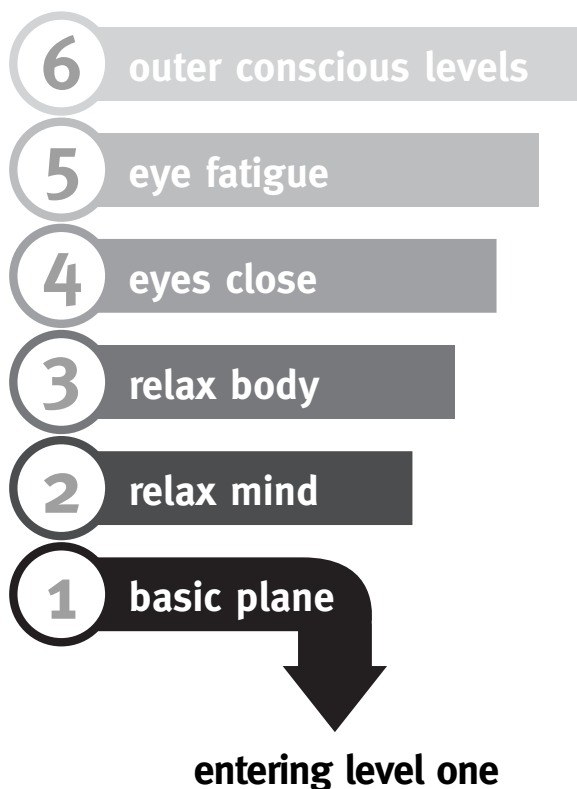 6 outer conscious levels
5 eye fatigue
4 eyes close
3 relax body
2 relax mind
1 basic plane
entering level one